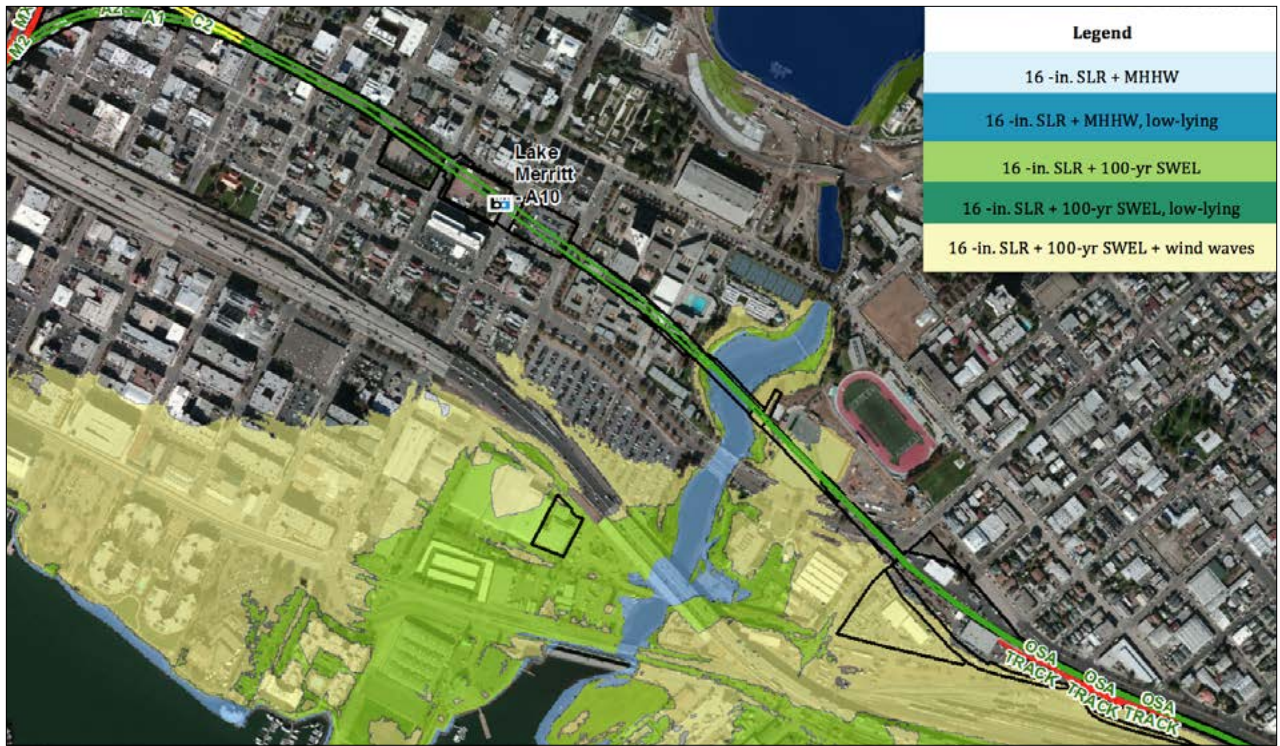 M2
A2
A1
C2
Lake
Merritt
- A10
Legend
16 -in. SLR + MHHW
16 -in. SLR + MHHW, low-lying
16 -in. SLR + 100-yr SWEL
16 -in. SLR + 100-yr SWEL, low-lying
16 -in. SLR + 100-yr SWEL + wind waves
OSA
TRACK
OSA
TRACK
OSA
TRACK